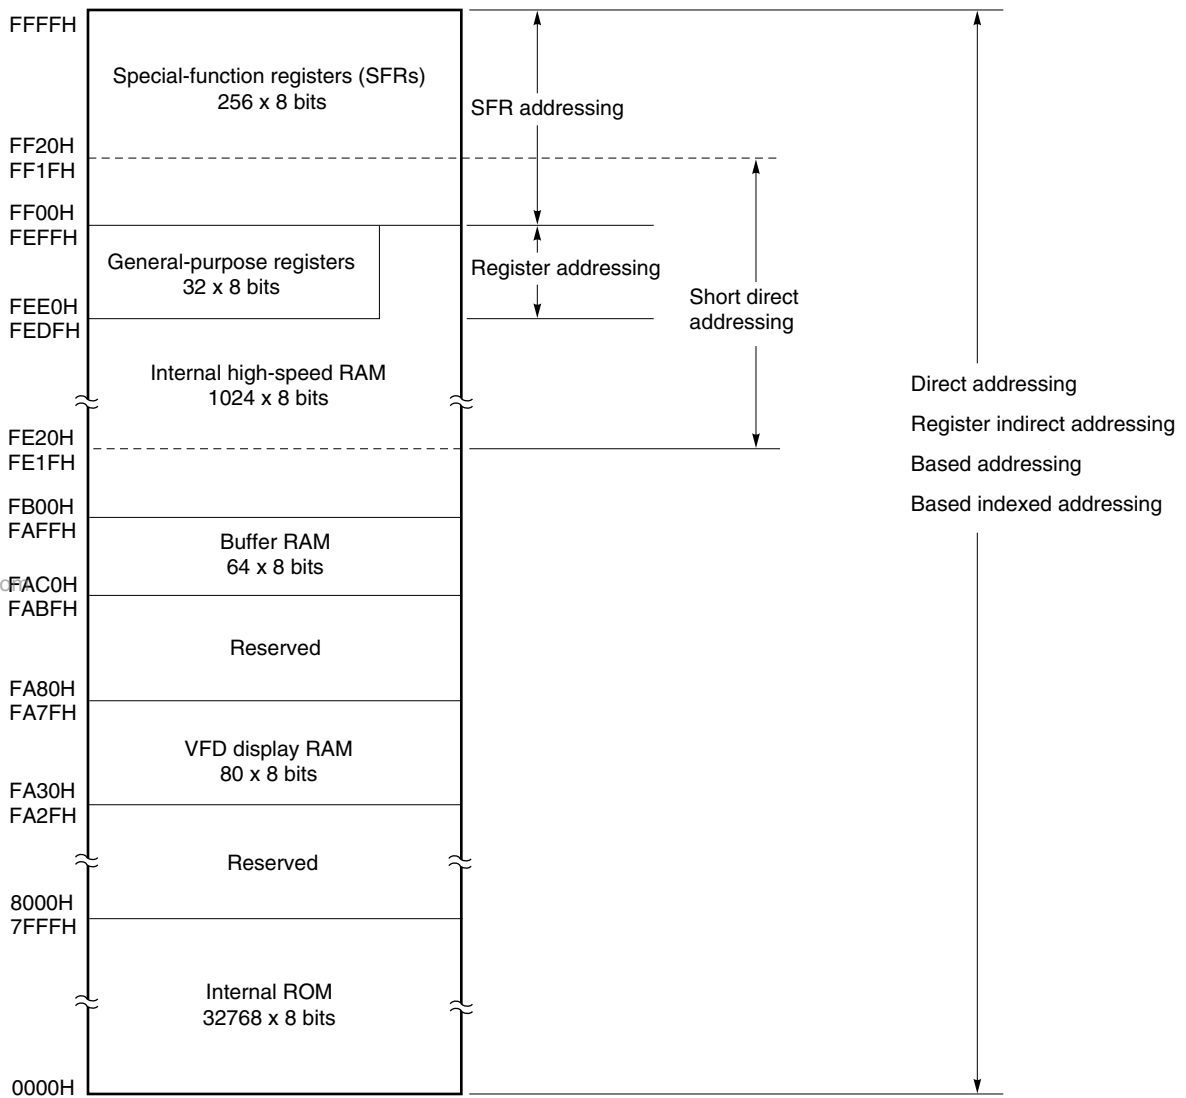 FFFFH
Special-function registers (SFRs)
256 x 8 bits
SFR addressing
FF20H
FF1FH
FF00H
FEFFH
General-purpose registers
32 x 8 bits
Register addressing
FEE0H
FEDFH
Short direct
addressing
Internal high-speed RAM
1024 x 8 bits
Direct addressing
Register indirect addressing
Based addressing
Based indexed addressing
FE20H
FE1FH
FB00H
FAFFH
Buffer RAM
64 x 8 bits
FAC0H
FABFH
Reserved
FA80H
FA7FH
VFD display RAM
80 x 8 bits
FA30H
FA2FH
Reserved
8000H
7FFFH
Internal ROM
32768 x 8 bits
0000H